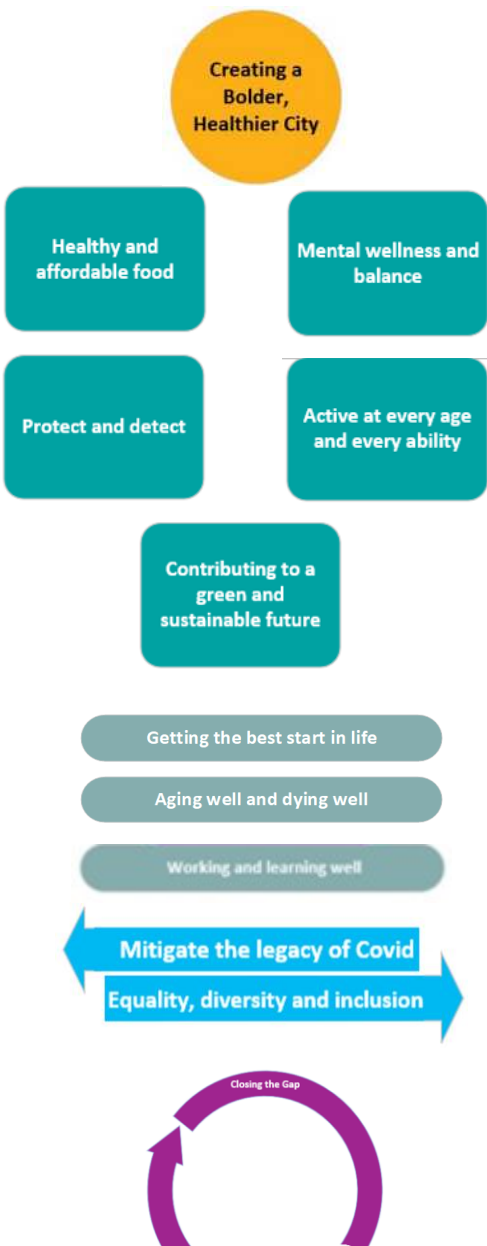 Creating a
Bolder,
Healthier City
Healthy and
affordable food
Mental wellness and
balance
Protect and detect
Active at every age
and every ability
Contributing to a
green and
sustainable future
Getting the best start in life
Aging well and dying well
Working and learning well
Mitigate the legacy of Covid
Equality, diversity and inclusion
Closing the Gap